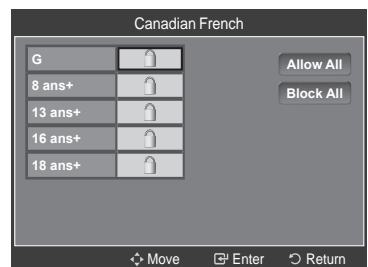 Canadian French
G
Allow All
8 ans+
Block All
13 ans+
16 ans+
18 ans+
Move Enter Return